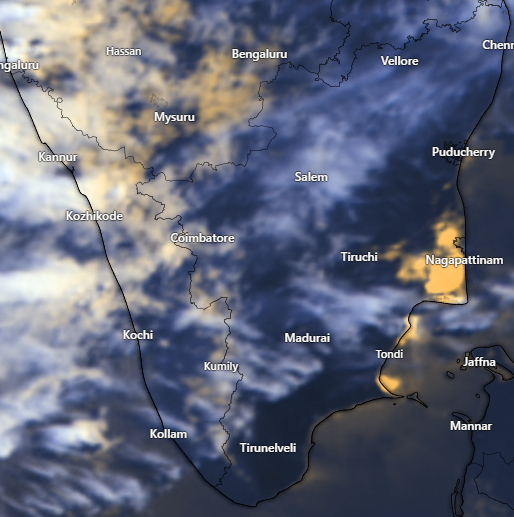 Hassan
Bengaluru
Chenn
Vellore
ngaluru
Mysuru
Kannur
Puducherry
Salem
Kozhikode
Coimbatore
Tiruchi
Nagapattinam
Kochi
Madurai
Tondi
Jaffna
Kumily
Mannar
Kollam
Tirunelveli